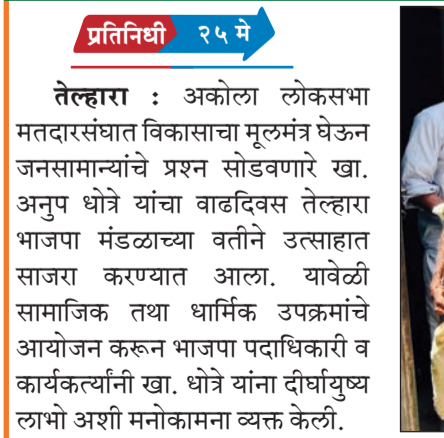 प्रतिनिधी २५ मे
तेल्हारा : अकोला लोकसभा
मतदारसंघात विकासाचा मूलमंत्र घेऊन
जनसामान्यांचे प्रश्न सोडवणारे खा.
अनुप धोत्रे यांचा वाढदिवस तेल्हारा
भाजपा मंडळाच्या वतीने उत्साहात
साजरा करण्यात आला. यावेळी
सामाजिक तथा धार्मिक उपक्रमांचे
आयोजन करून भाजपा पदाधिकारी व
कार्यकर्त्यांनी खा. धोत्रे यांना दीर्घायुष्य
लाभो अशी मनोकामना व्यक्त केली.